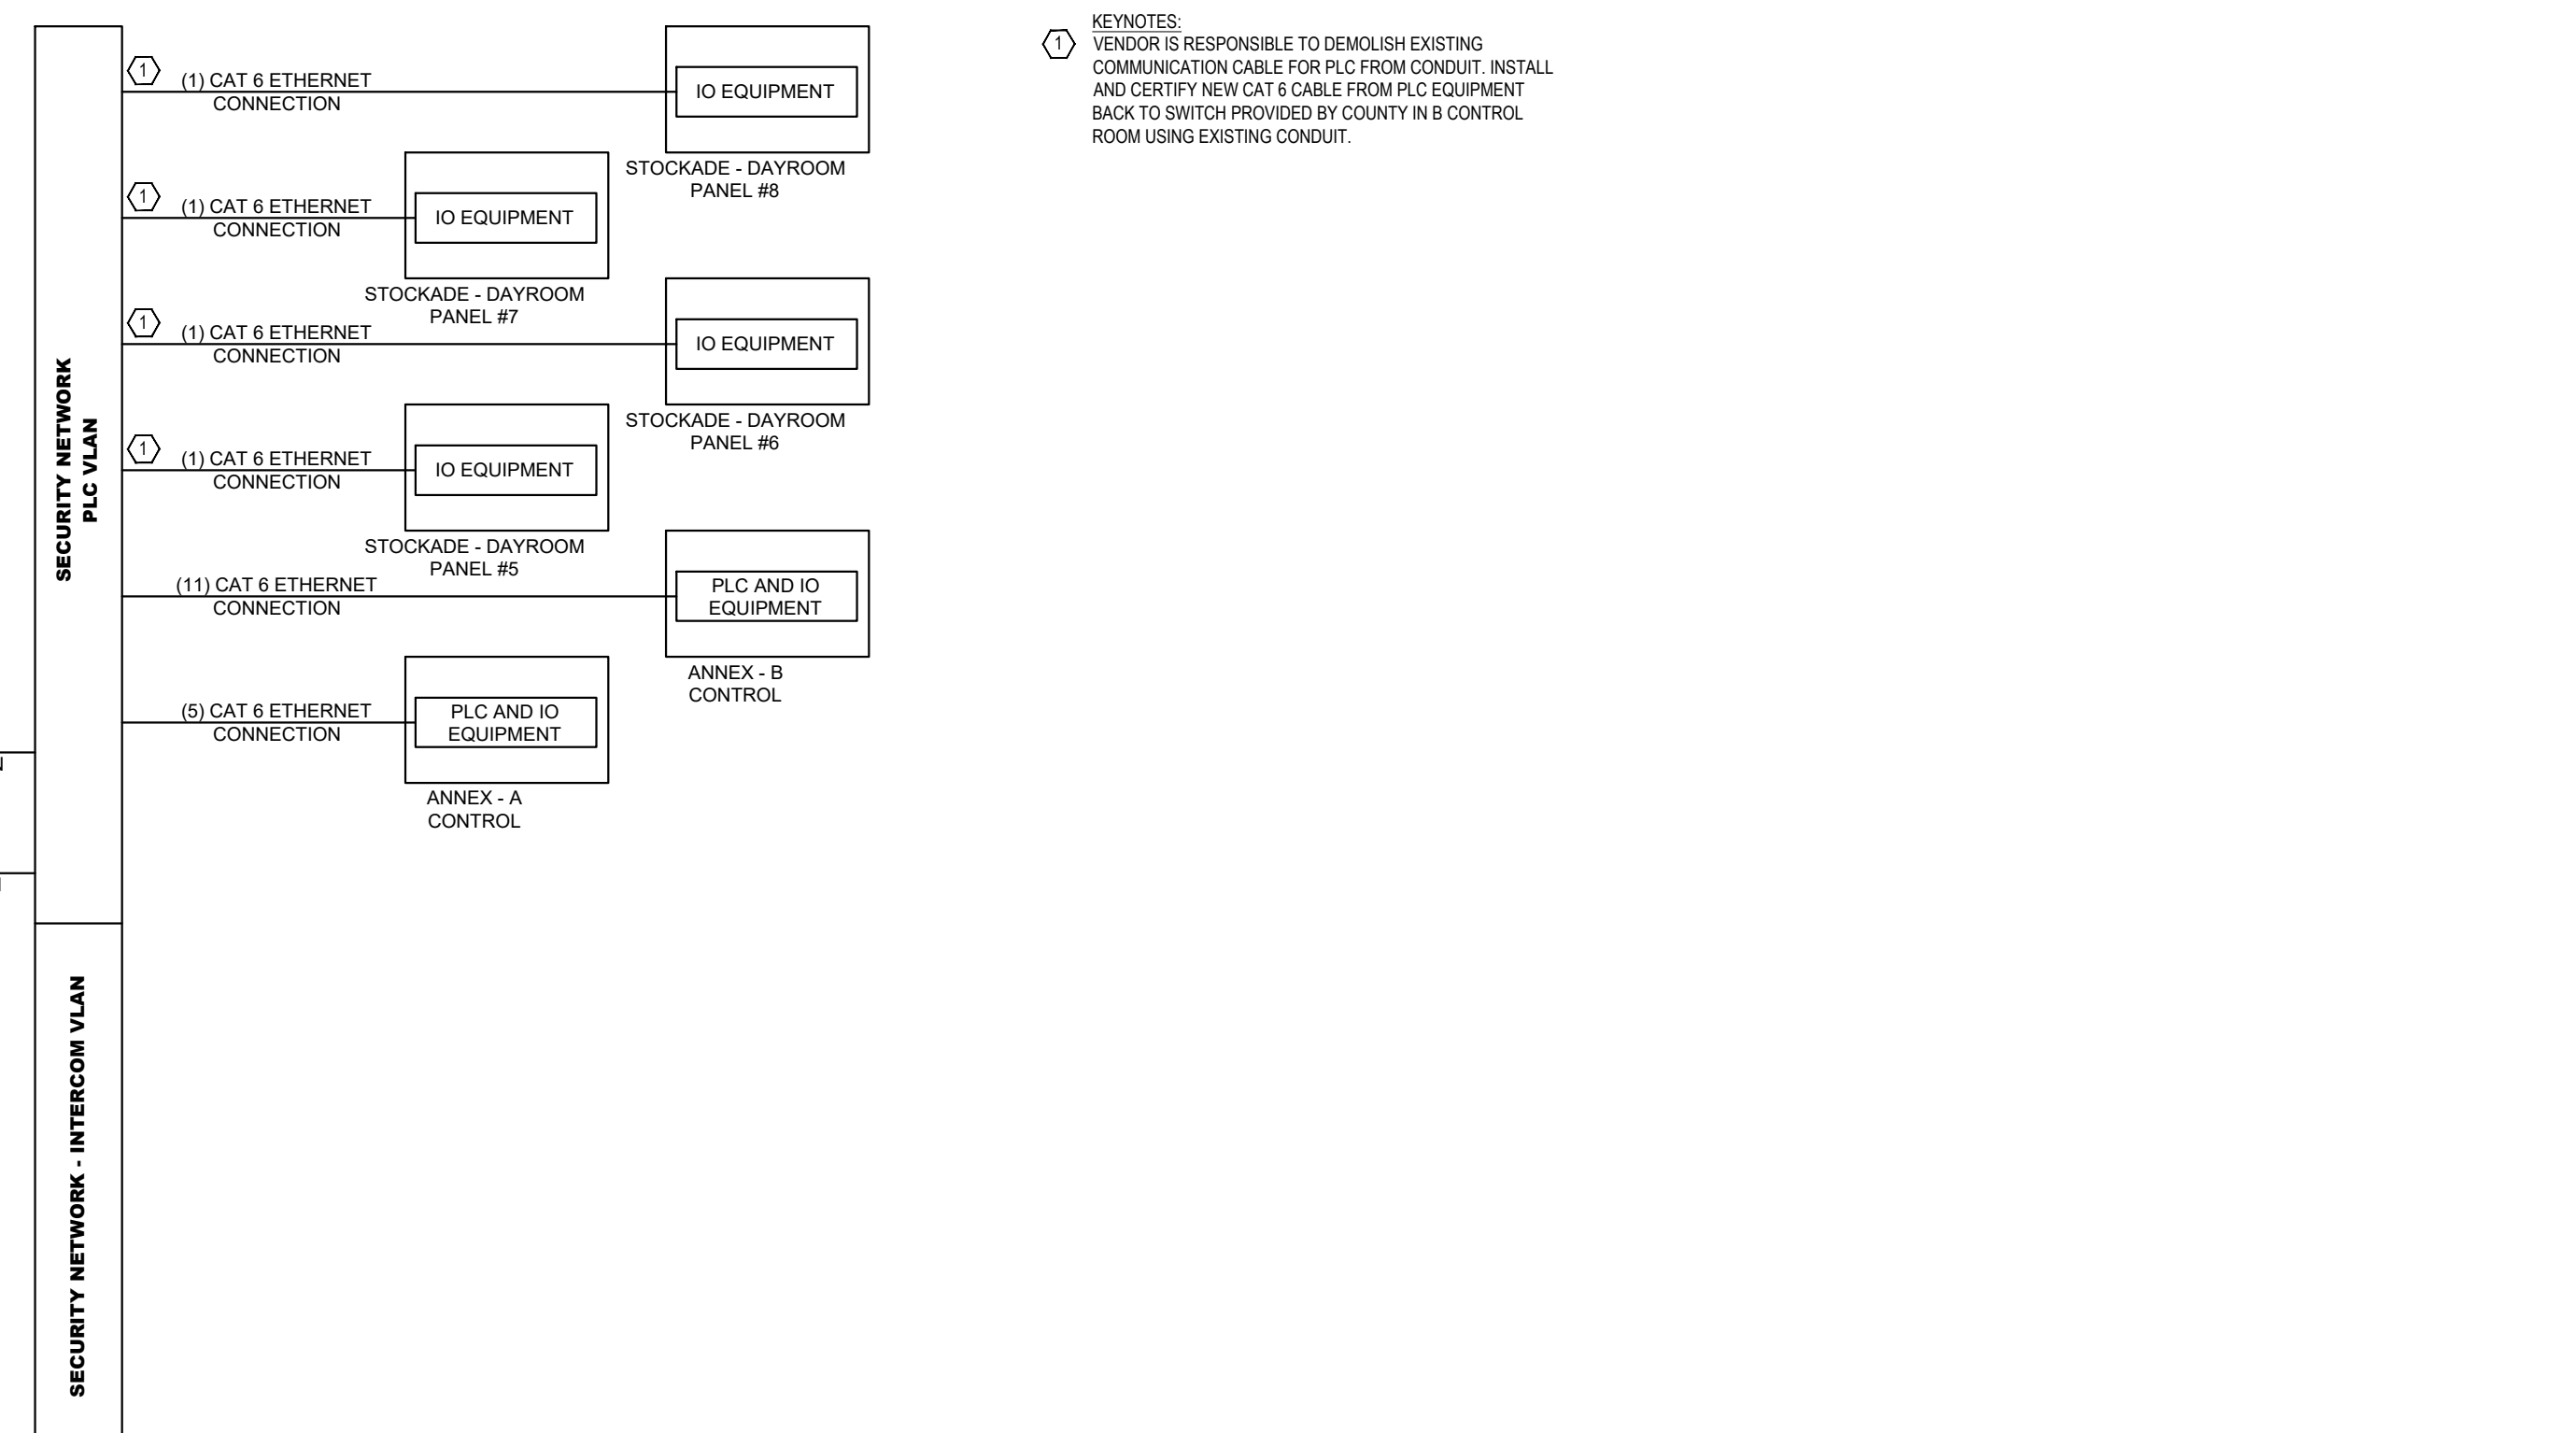 KEYNOTES:
1
VENDOR IS RESPONSIBLE TO DEMOLISH EXISTING
COMMUNICATION CABLE FOR PLC FROM CONDUIT. INSTALL
AND CERTIFY NEW CAT 6 CABLE FROM PLC EQUIPMENT
BACK TO SWITCH PROVIDED BY COUNTY IN B CONTROL
ROOM USING EXISTING CONDUIT.
SECURITY NETWORK
PLC VLAN
1
(1) CAT 6 ETHERNET
CONNECTION
IO EQUIPMENT
STOCKADE - DAYROOM
PANEL #8
1
(1) CAT 6 ETHERNET
CONNECTION
IO EQUIPMENT
STOCKADE - DAYROOM
PANEL #7
1
(1) CAT 6 ETHERNET
CONNECTION
IO EQUIPMENT
STOCKADE - DAYROOM
PANEL #6
1
(1) CAT 6 ETHERNET
CONNECTION
IO EQUIPMENT
STOCKADE - DAYROOM
PANEL #5
(11) CAT 6 ETHERNET
CONNECTION
PLC AND IO
EQUIPMENT
ANNEX - B
CONTROL
(5) CAT 6 ETHERNET
CONNECTION
PLC AND IO
EQUIPMENT
ANNEX - A
CONTROL
SECURITY NETWORK - INTERCOM VLAN